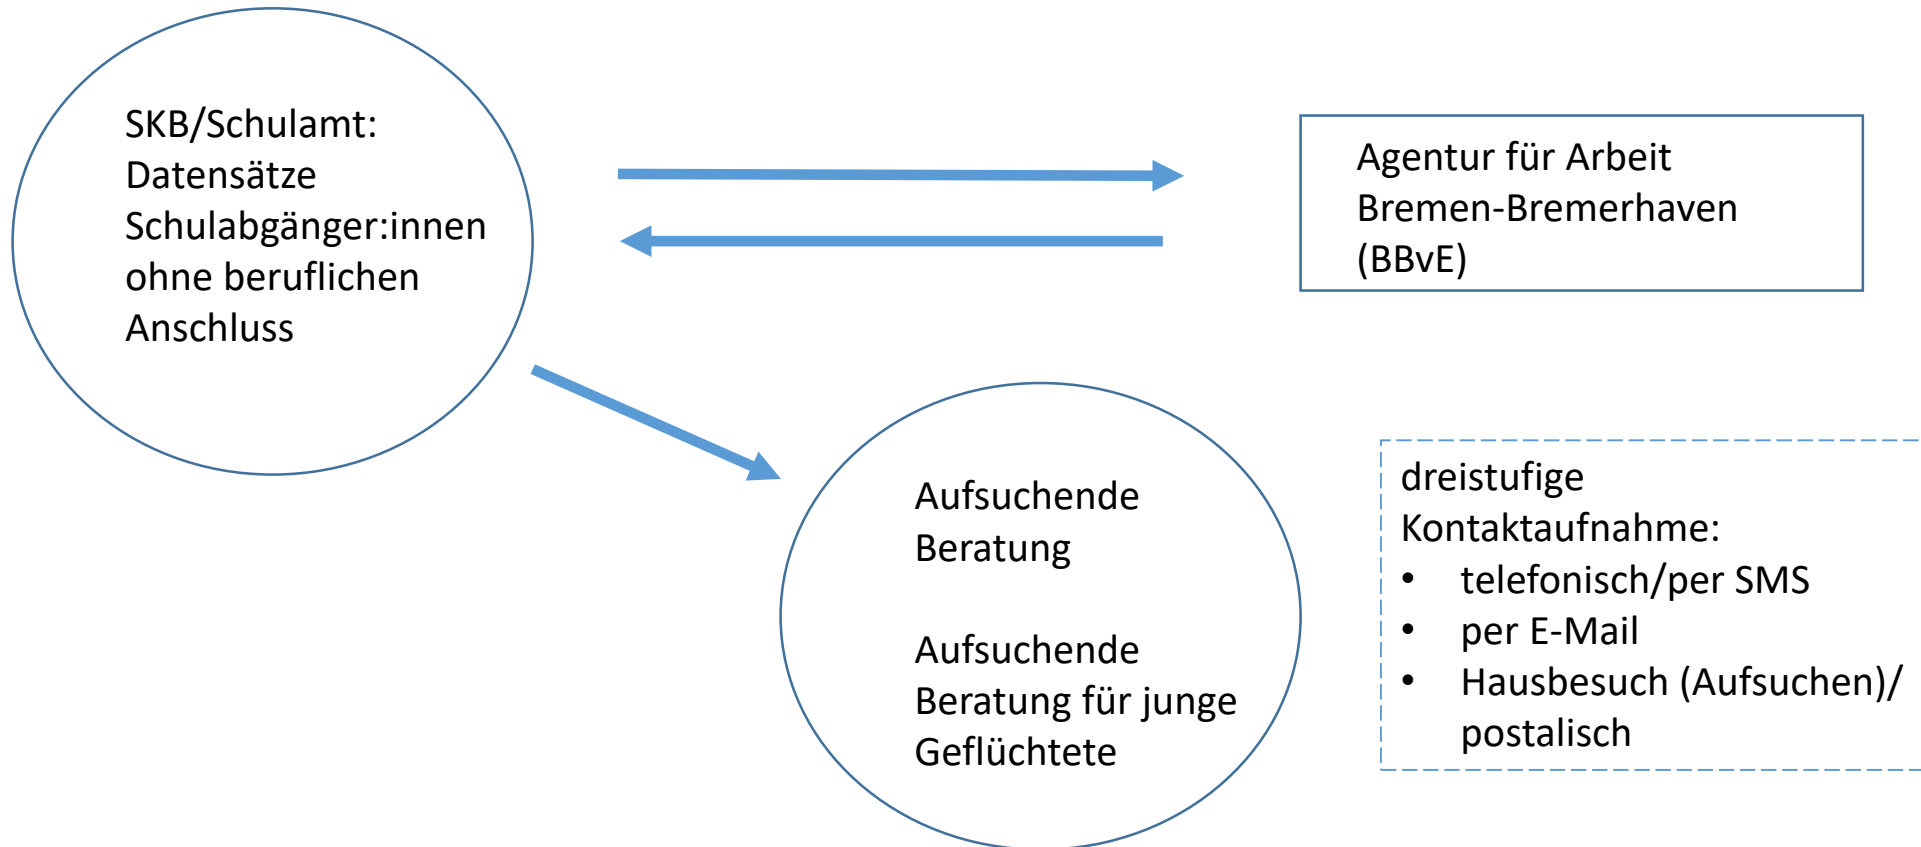 SKB/Schulamt:
Datensätze
Schulabgänger:innen
ohne beruflichen
Anschluss
Agentur für Arbeit
Bremen-Bremerhaven
(BBvE)
Aufsuchende
Beratung
Aufsuchende
Beratung für junge
Geflüchtete
dreistufige
Kontaktaufnahme:
• telefonisch/per SMS
• per E-Mail
• Hausbesuch (Aufsuchen)/
postalisch